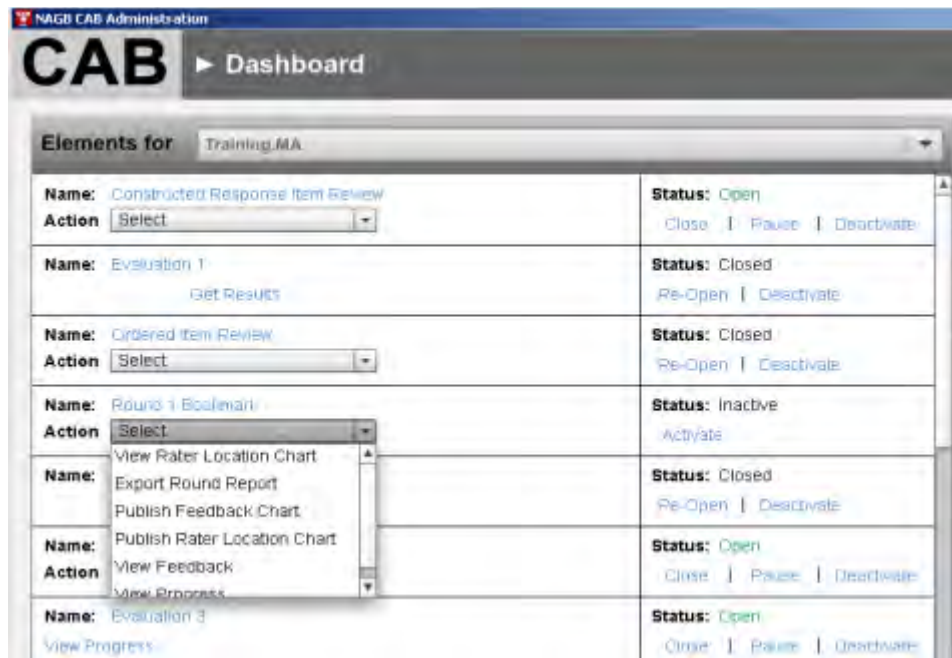 NAGB CAB Administration
CAB ► Dashboard
Elements for Training.MA
Name: Constructed Response Item Review
Status: Open
Action Select
Close | Pause | Deactivate
Name: Evaluation 1
Status: Closed
Get Results
Re-Open | Deactivate
Name: Ordered Item Review
Status: Closed
Action Select
Re-Open | Deactivate
Name: Round 1 Bookmark
Status: Inactive
Action Select
Activate
View Rater Location Chart
Export Round Report
Publish Feedback Chart
Publish Rater Location Chart
View Feedback
View Progress
Name:
Status: Closed
Re-Open | Deactivate
Name:
Status: Open
Action
Close | Pause | Deactivate
Name: Evaluation 3
Status: Open
View Progress
Close | Pause | Deactivate